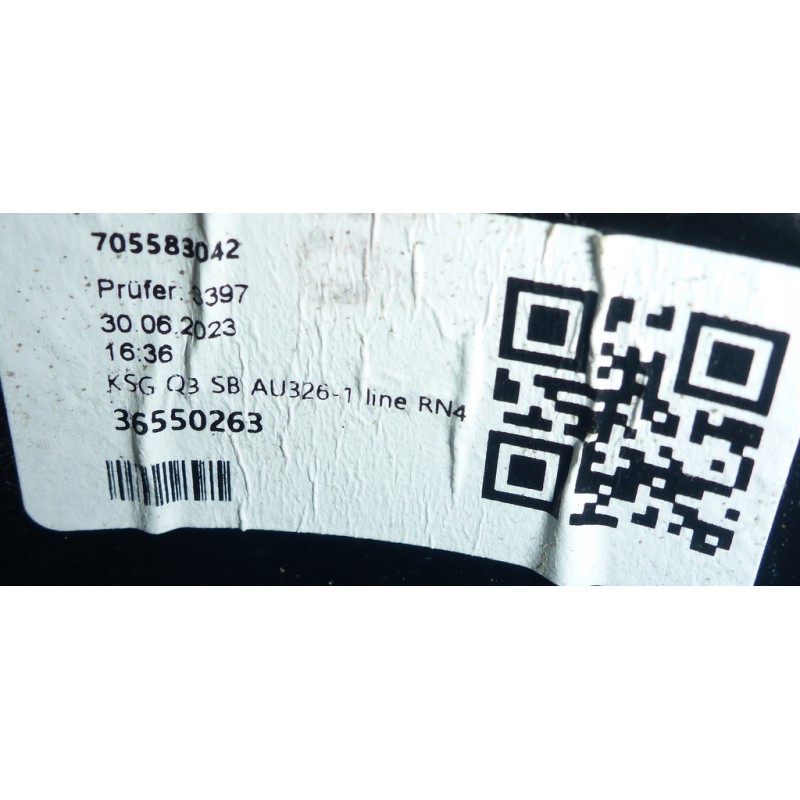 705583042
Prüfer: 3397
30.06.2023
16:36
KSG Q3 SB AU326-1 line RN4
36550263